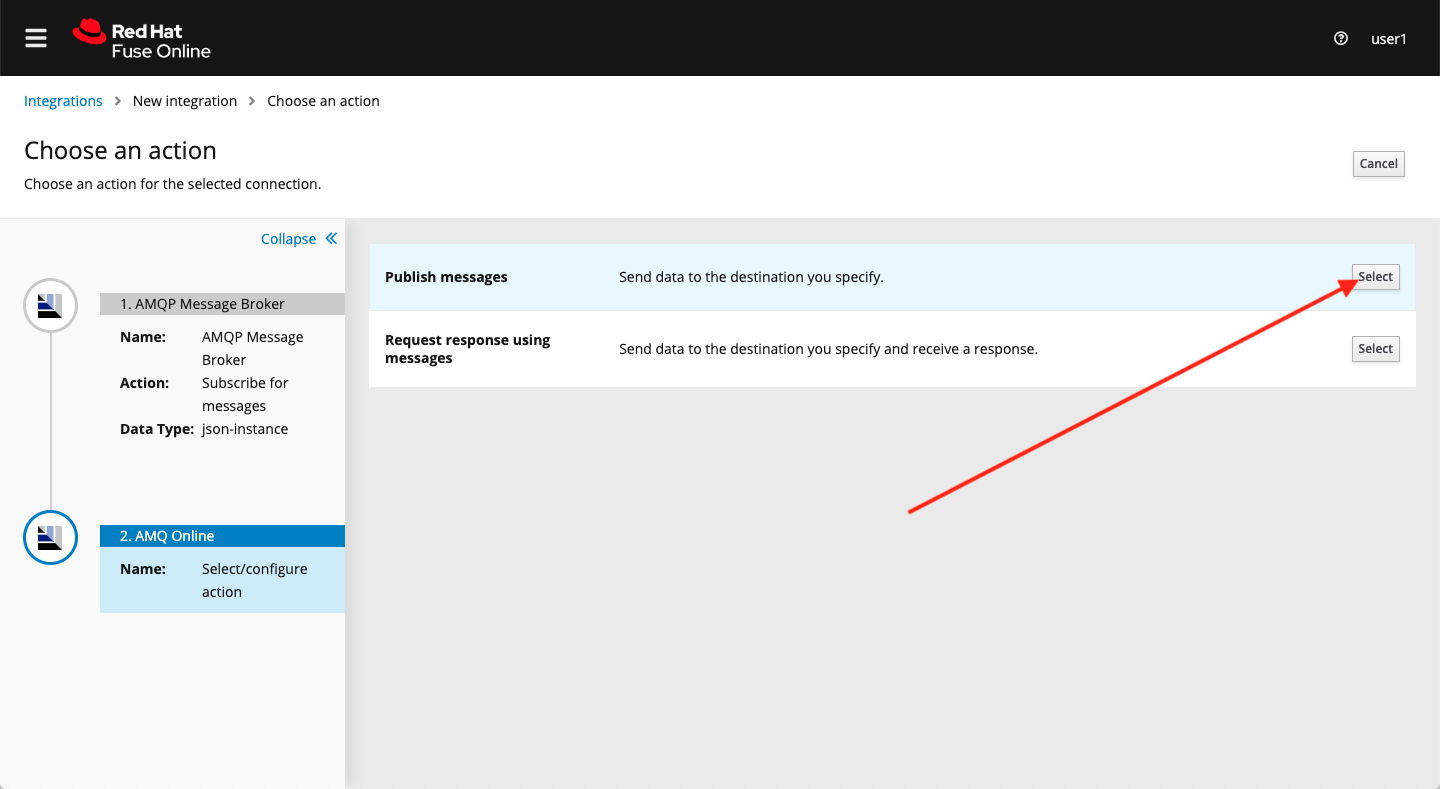 Red Hat
Fuse Online
user1
Integrations > New integration > Choose an action
Choose an action
Choose an action for the selected connection.
Cancel
Collapse
1. AMQP Message Broker
Name: AMQP Message
Broker
Action: Subscribe for
messages
Data Type: json-instance
2. AMQ Online
Name: Select/configure
action
Publish messages Send data to the destination you specify. Select
Request response using
messages
Send data to the destination you specify and receive a response. Select